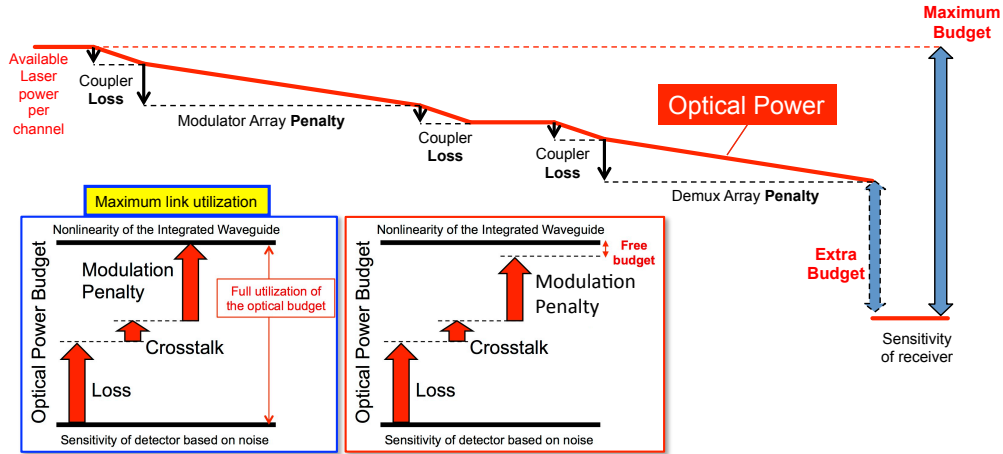 Maximum
Budget
Available
Laser
power
per
channel
Coupler
Loss
Modulator Array Penalty
Coupler
Loss
Coupler
Loss
Optical Power
Demux Array Penalty
Extra
Budget
Sensitivity
of receiver
Maximum link utilization
Nonlinearity of the Integrated Waveguide
Optical Power Budget
Modulation
Penalty
Full utilization of
the optical budget
Crosstalk
Loss
Sensitivity of detector based on noise
Nonlinearity of the Integrated Waveguide
Optical Power Budget
Free
budget
Modulation
Penalty
Crosstalk
Loss
Sensitivity of detector based on noise